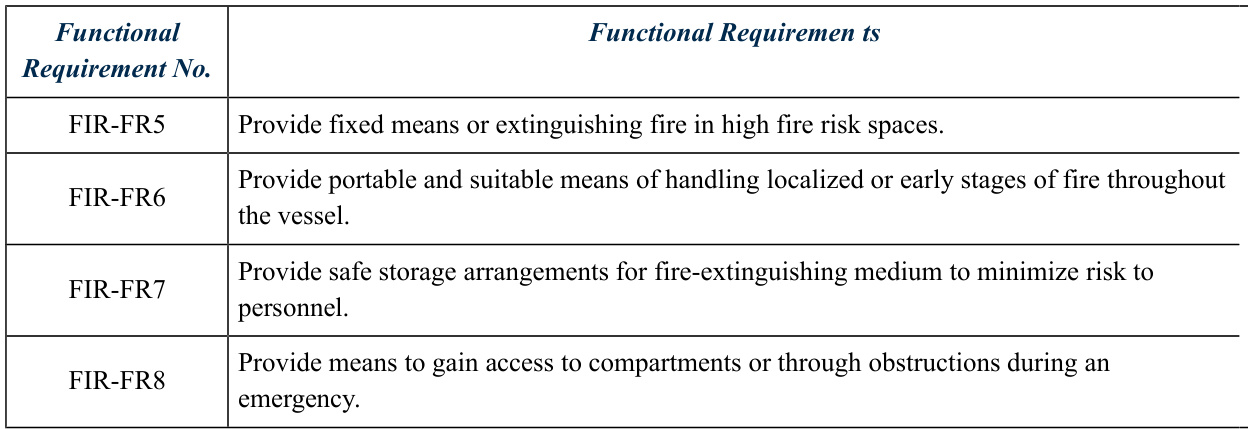 Functional
Requirement No.
Functional Requiremen ts
FIR-FR5
Provide fixed means or extinguishing fire in high fire risk spaces.
FIR-FR6
Provide portable and suitable means of handling localized or early stages of fire throughout
the vessel.
FIR-FR7
Provide safe storage arrangements for fire-extinguishing medium to minimize risk to
personnel.
FIR-FR8
Provide means to gain access to compartments or through obstructions during an
emergency.